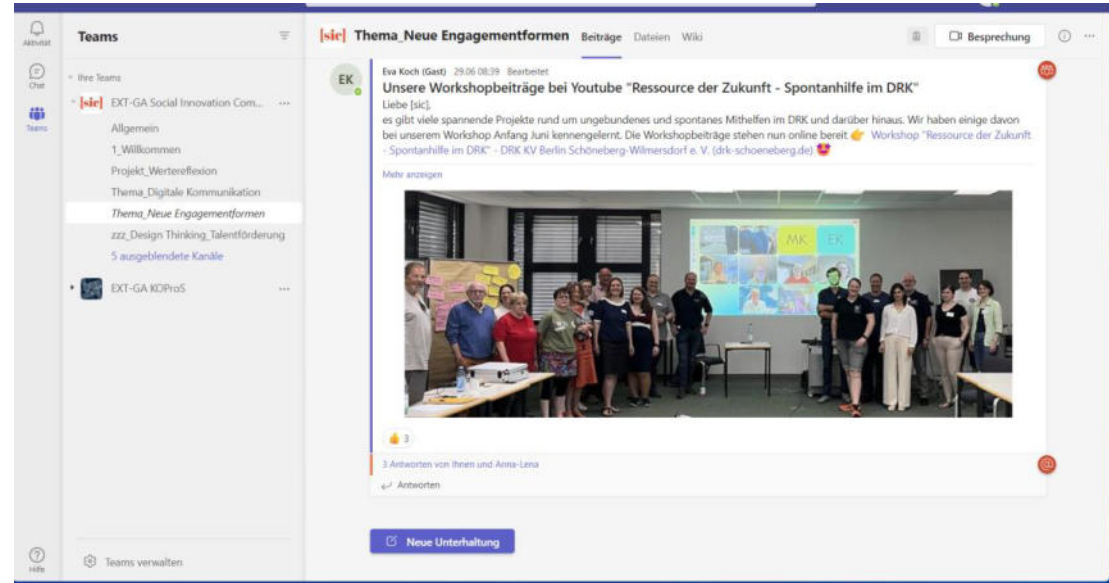 Aktivität
Chat
Teams
Hilfe
Teams
Ihre Teams
[sic] EXT-GA Social Innovation Com... ...
Allgemein
1_Willkommen
Projekt_Wertereflexion
Thema_Digitale Kommunikation
Thema_Neue Engagementformen
zzz_Design Thinking_Talentförderung
5 ausgeblendete Kanäle
EXT-GA KOProS ...
Teams verwalten
[sic] Thema_Neue Engagementformen Beiträge Dateien Wiki
Besprechung
EK
Eva Koch (Gast) 29.06 08:39 Bearbeitet
Unsere Workshopbeiträge bei Youtube "Ressource der Zukunft - Spontanhilfe im DRK"
Liebe [sic],
es gibt viele spannende Projekte rund um ungebundenes und spontanes Mithelfen im DRK und darüber hinaus. Wir haben einige davon
bei unserem Workshop Anfang Juni kennengelernt. Die Workshopbeiträge stehen nun online bereit 👉 Workshop "Ressource der Zukunft
- Spontanhilfe im DRK" - DRK KV Berlin Schöneberg-Wilmersdorf e. V. (drk-schoeneberg.de) 🤩
Mehr anzeigen
MK EK
👍 3
3 Antworten von Ihnen und Anna-Lena
Antworten
Neue Unterhaltung